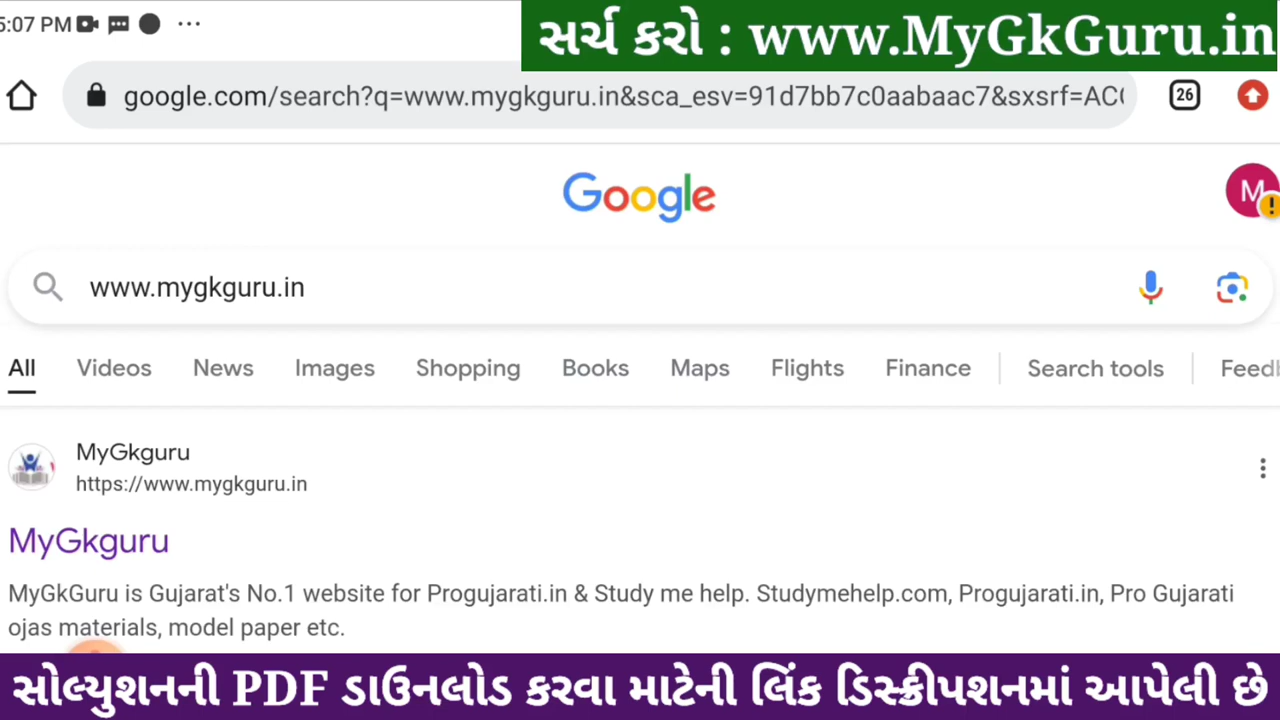 5:07 PM
સર્ચ કરો : www.MyGkGuru.in
google.com/search?q=www.mygkguru.in&sca_esv=91d7bb7c0aabaac7&sxsrf=AC
26
Google
M
www.mygkguru.in
All Videos News Images Shopping Books Maps Flights Finance Search tools Feedb
MyGkguru
https://www.mygkguru.in
MyGkguru
MyGkGuru is Gujarat's No.1 website for Progujarati.in & Study me help. Studymehelp.com, Progujarati.in, Pro Gujarati
ojas materials, model paper etc.
સોલ્યુશનની PDF ડાઉનલોડ કરવા માટેની લિંક ડિસ્ક્રીપશનમાં આપેલી છે